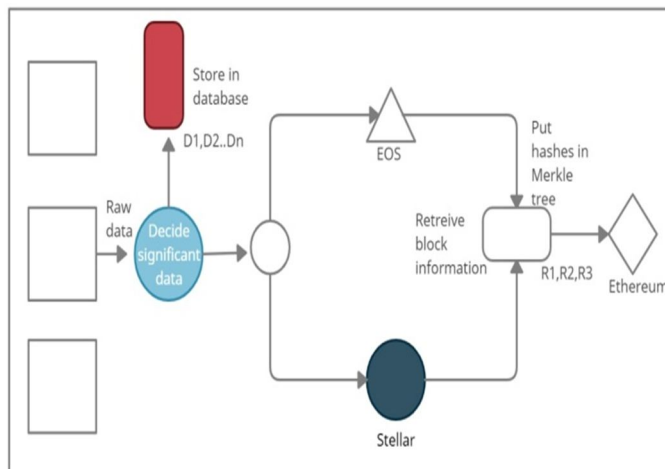 Store in
database
D1,D2..Dn
Raw
data
Decide
significant
data
EOS
Put
hashes in
Merkle
tree
Retreive
block
information
R1,R2,R3
Ethereum
Stellar